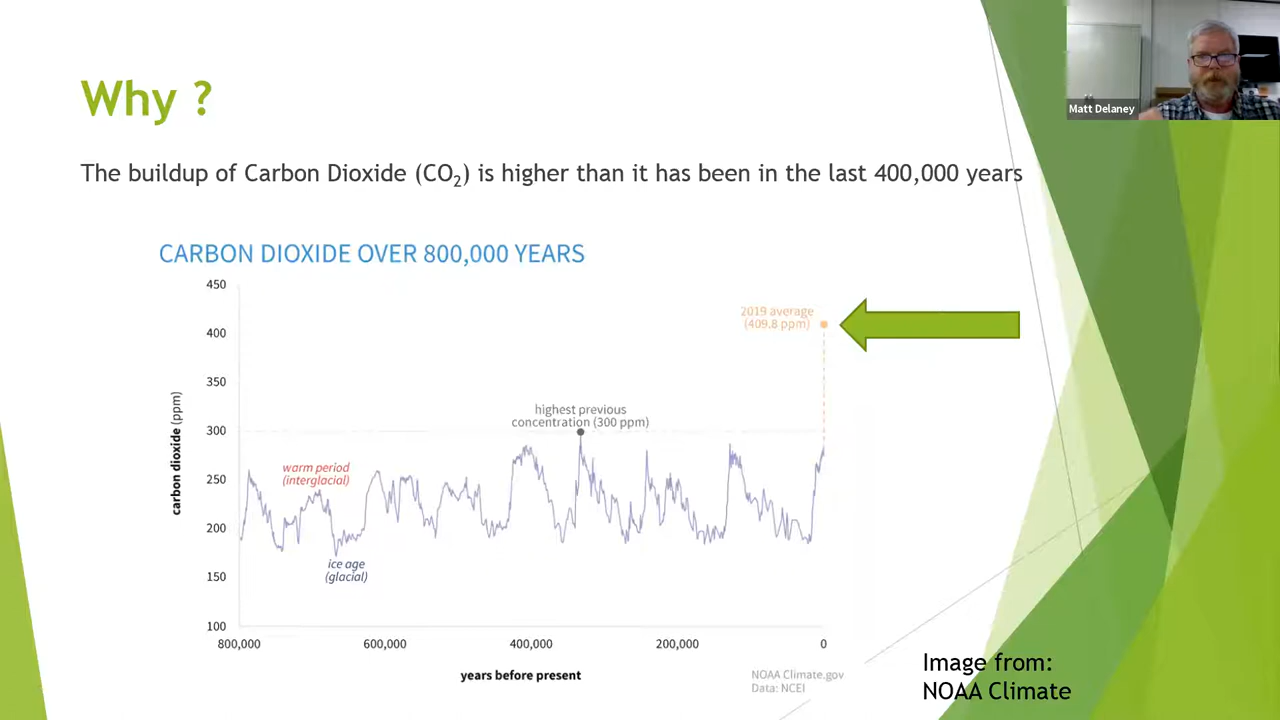 Why ?
Matt Delaney
The buildup of Carbon Dioxide (CO₂) is higher than it has been in the last 400,000 years
CARBON DIOXIDE OVER 800,000 YEARS
450
400
350
300
250
200
150
100
carbon dioxide (ppm)
2019 average
(409.8 ppm)
highest previous
concentration (300 ppm)
warm period
(interglacial)
ice age
(glacial)
800,000
600,000
400,000
200,000
0
years before present
NOAA Climate.gov
Data: NCEI
Image from:
NOAA Climate